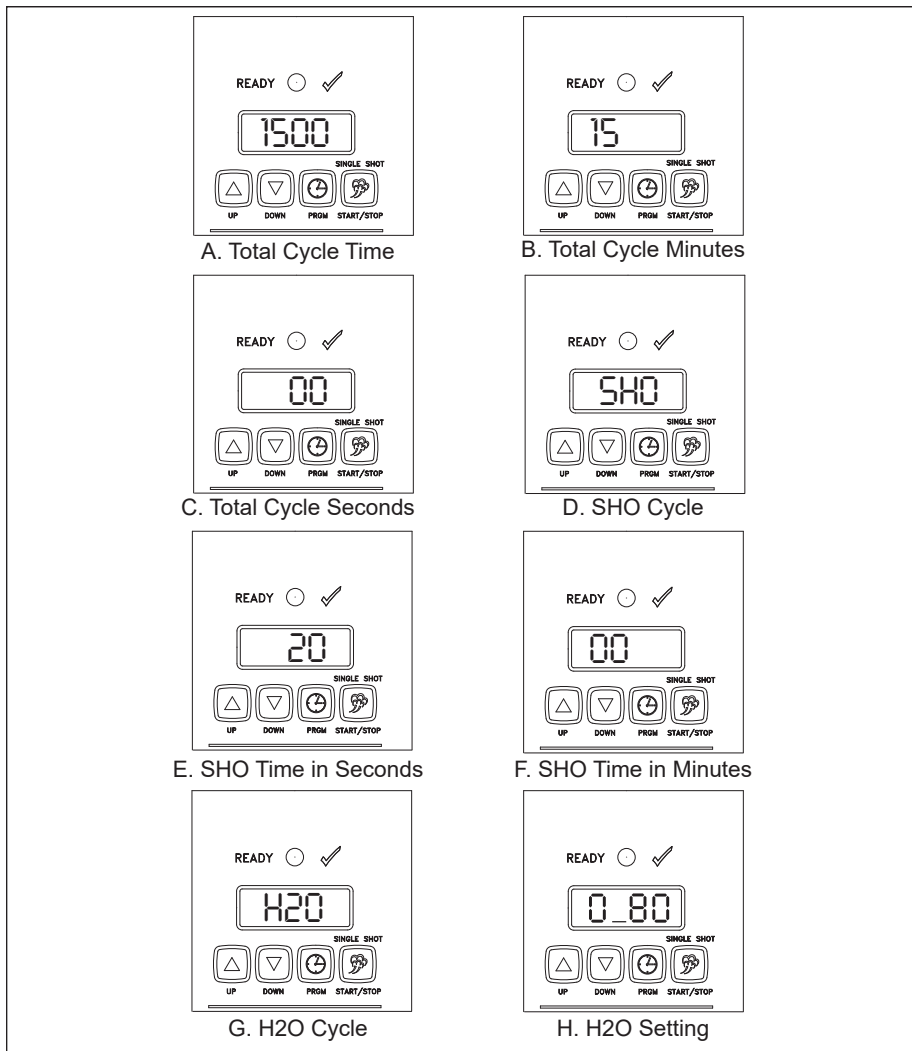 READY
1500
SINGLE SHOT
UP DOWN PRGM START/STOP
A. Total Cycle Time
READY
15
SINGLE SHOT
UP DOWN PRGM START/STOP
B. Total Cycle Minutes
READY
00
SINGLE SHOT
UP DOWN PRGM START/STOP
C. Total Cycle Seconds
READY
SHO
SINGLE SHOT
UP DOWN PRGM START/STOP
D. SHO Cycle
READY
20
SINGLE SHOT
UP DOWN PRGM START/STOP
E. SHO Time in Seconds
READY
00
SINGLE SHOT
UP DOWN PRGM START/STOP
F. SHO Time in Minutes
READY
H20
SINGLE SHOT
UP DOWN PRGM START/STOP
G. H2O Cycle
READY
0_80
SINGLE SHOT
UP DOWN PRGM START/STOP
H. H2O Setting